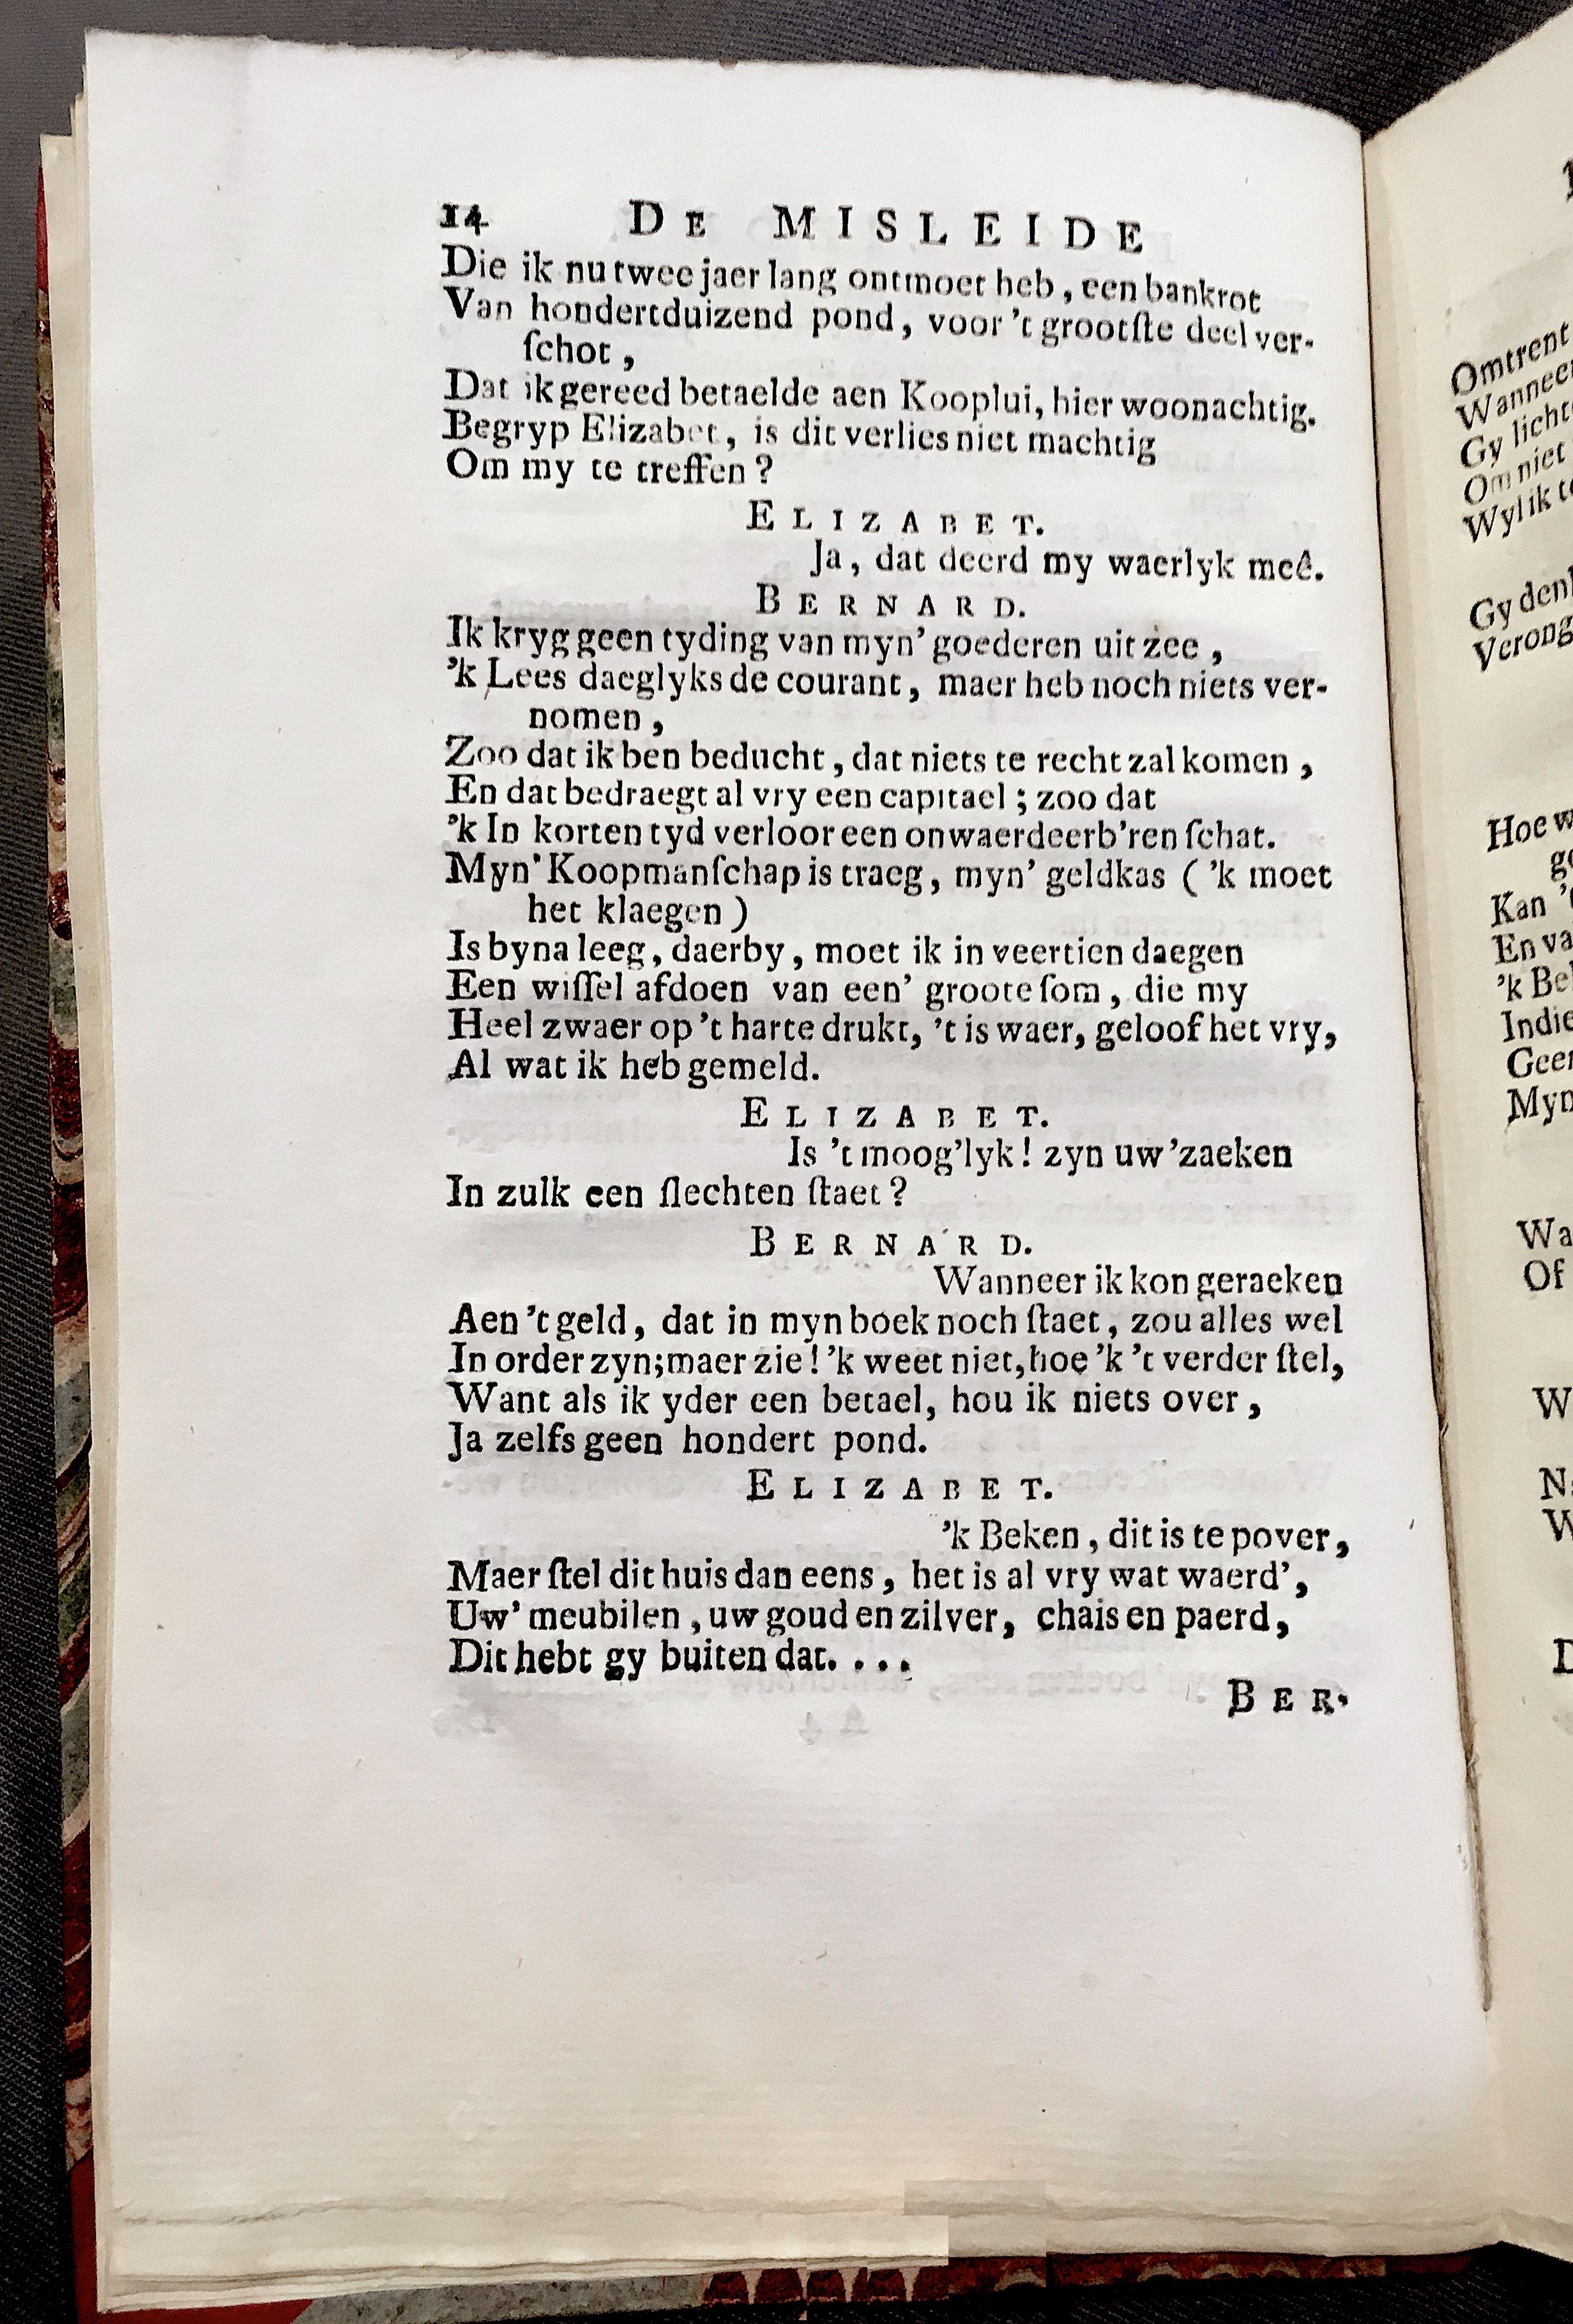 14 DE MISLEIDE
Die ik nu twee jaer lang ontmoet heb, een bankrot
Van hondertduizend pond, voor 't grootſte deel ver-
ſchot,
Dat ik gereed betaelde aen Kooplui, hier woonachtig.
Begryp Elizabet, is dit verlies niet machtig
Om my te treffen?
ELIZABET.
Ja, dat deerd my waerlyk meê.
BERNARD.
Ik kryg geen tyding van myn' goederen uit zee,
'k Lees daeglyks de courant, maer heb noch niets ver-
nomen,
Zoo dat ik ben beducht, dat niets te recht zal komen,
En dat bedraegt al vry een capitael; zoo dat
'k In korten tyd verloor een onwaerdeerb'ren ſchat.
Myn' Koopmanſchap is traeg, myn' geldkas ('k moet
het klaegen)
Is byna leeg, daerby, moet ik in veertien daegen
Een wiſſel afdoen van een' groote ſom, die my
Heel zwaer op 't harte drukt, 't is waer, geloof het vry,
Al wat ik heb gemeld.
ELIZABET.
Is 't moog'lyk! zyn uw 'zaeken
In zulk een ſlechten ſtaet?
BERNARD.
Wanneer ik kon geraeken
Aen 't geld, dat in myn boek noch ſtaet, zou alles wel
In order zyn; maer zie! 'k weet niet, hoe 'k 't verder ſtel,
Want als ik yder een betael, hou ik niets over,
Ja zelfs geen hondert pond.
ELIZABET.
'k Beken, dit is te pover,
Maer ſtel dit huis dan eens, het is al vry wat waerd',
Uw' meubilen, uw goud en zilver, chais en paerd,
Dit hebt gy buiten dat. . . .
BER-
Omtrent
Wanneer
Gy licht
Om niet
Wyl ik
Gy
Hoe
Kan
En
'k
Of